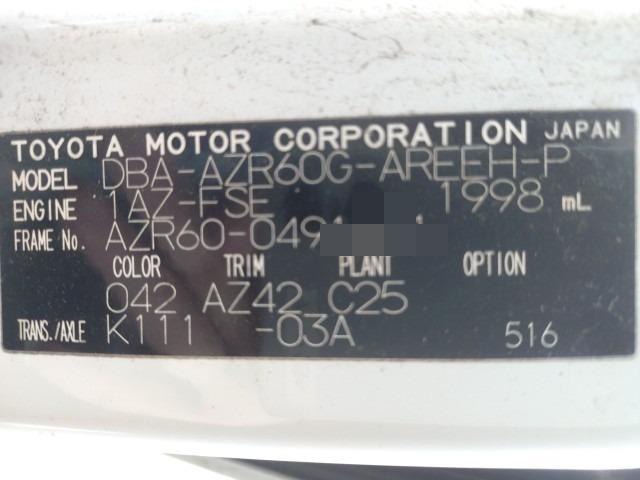 TOYOTA MOTOR CORPORATION JAPAN
MODEL DBA-AZR60G-AREEH-P
ENGINE 1AZ-FSE 1998 mL
FRAME No. AZR60-049
COLOR TRIM PLANT OPTION
042 AZ42 C25
TRANS./AXLE K111 -03A 516